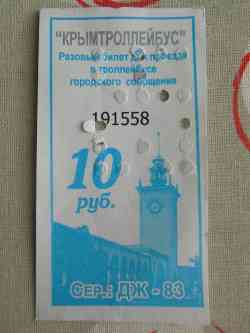 "КРЫМТРОЛЛЕЙБУС"
Разовый билет для проезда
в троллейбусе
городского сообщения
191558
10
руб.
Сер.: ДЖ - 83